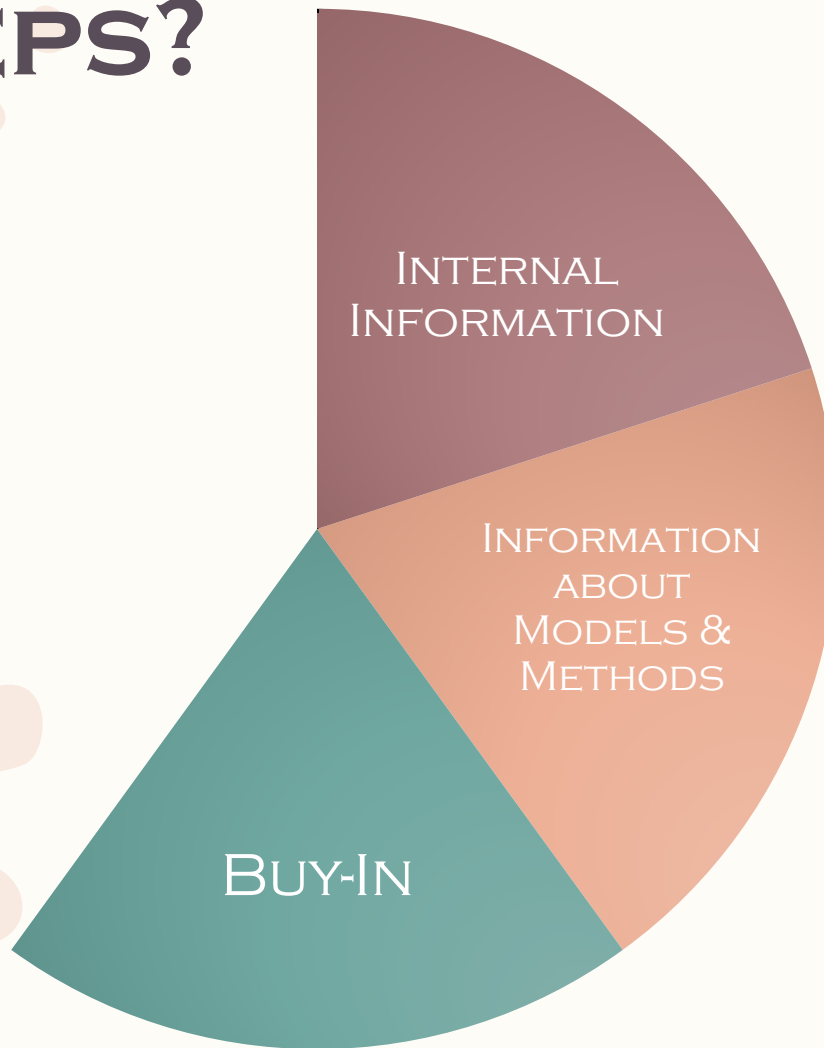 EPS?
Internal
Information
Information
about
Models &
Methods
Buy-In